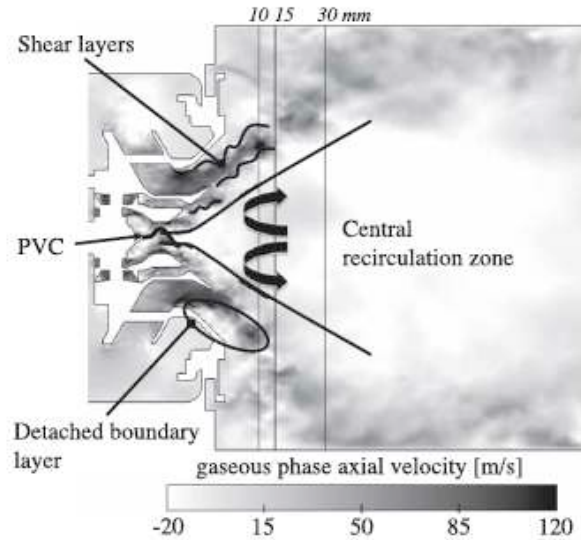 10 15 30 mm
Shear layers
PVC
Central
recirculation zone
Detached boundary
layer
gaseous phase axial velocity [m/s]
-20 15 50 85 120